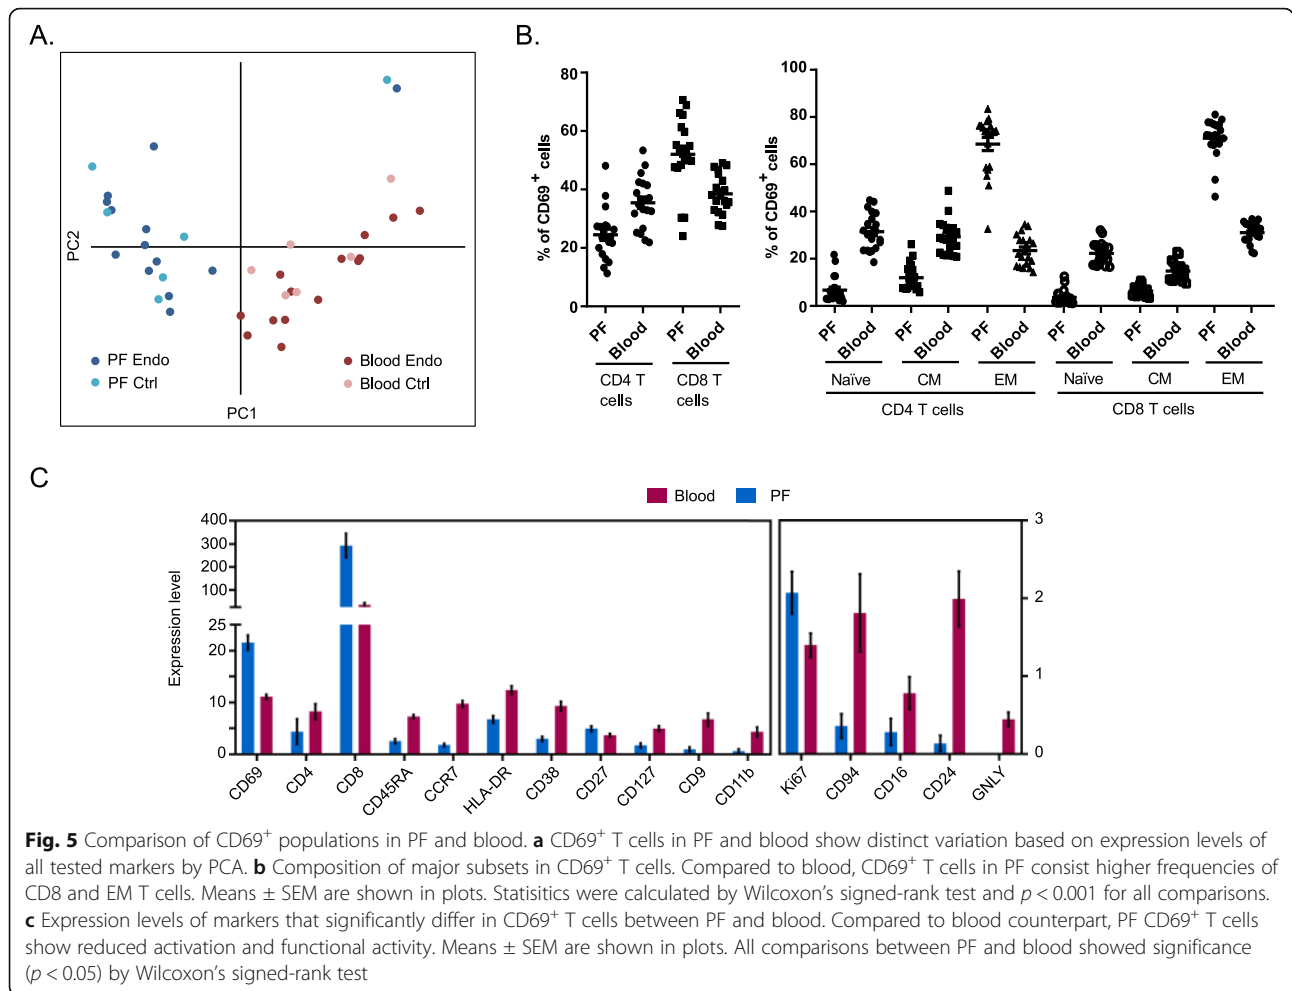 A.
PC2
PC1
PF Endo
PF Ctrl
Blood Endo
Blood Ctrl
B.
% of CD69+ cells
80
60
40
20
0
PF
Blood
PF
Blood
CD4 T
cells
CD8 T
cells
% of CD69+ cells
100
80
60
40
20
0
PF
Blood
PF
Blood
PF
Blood
PF
Blood
PF
Blood
PF
Blood
Naïve
CM
EM
Naïve
CM
EM
CD4 T cells
CD8 T cells
C
Blood
PF
Expression level
400
300
200
100
25
20
10
0
CD69
CD4
CD8
CD45RA
CCR7
HLA-DR
CD38
CD27
CD127
CD9
CD11b
3
2
1
0
Ki67
CD94
CD16
CD24
GNLY
Fig. 5 Comparison of CD69+ populations in PF and blood. a CD69+ T cells in PF and blood show distinct variation based on expression levels of
all tested markers by PCA. b Composition of major subsets in CD69+ T cells. Compared to blood, CD69+ T cells in PF consist higher frequencies of
CD8 and EM T cells. Means ± SEM are shown in plots. Statisitics were calculated by Wilcoxon's signed-rank test and p < 0.001 for all comparisons.
c Expression levels of markers that significantly differ in CD69+ T cells between PF and blood. Compared to blood counterpart, PF CD69+ T cells
show reduced activation and functional activity. Means ± SEM are shown in plots. All comparisons between PF and blood showed significance
(p < 0.05) by Wilcoxon's signed-rank test